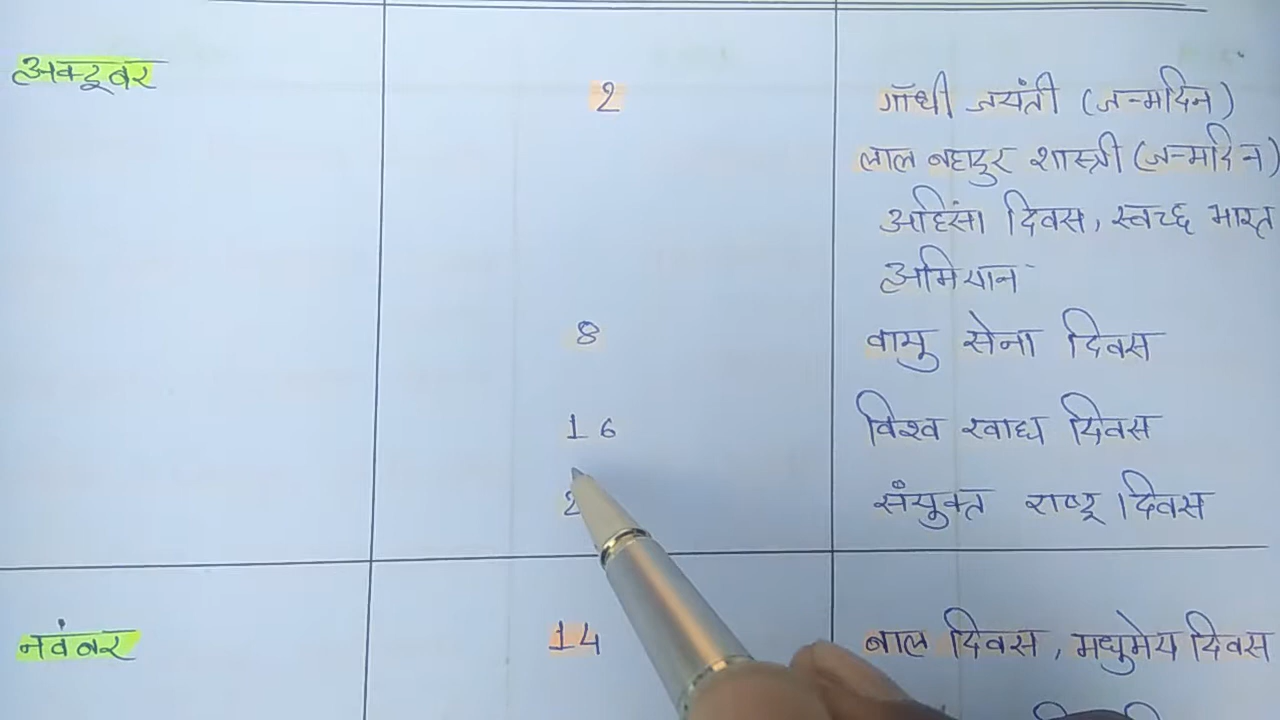 अक्टूबर
2 गाँधी जयंती (जन्मदिन)
लाल बहादुर शास्त्री (जन्मदिन)
अहिंसा दिवस, स्वच्छ भारत
अभियान
8 वायु सेना दिवस
16 विश्व खाद्य दिवस
2 संयुक्त राष्ट्र दिवस
नवंबर 14 बाल दिवस, मधुमेय दिवस